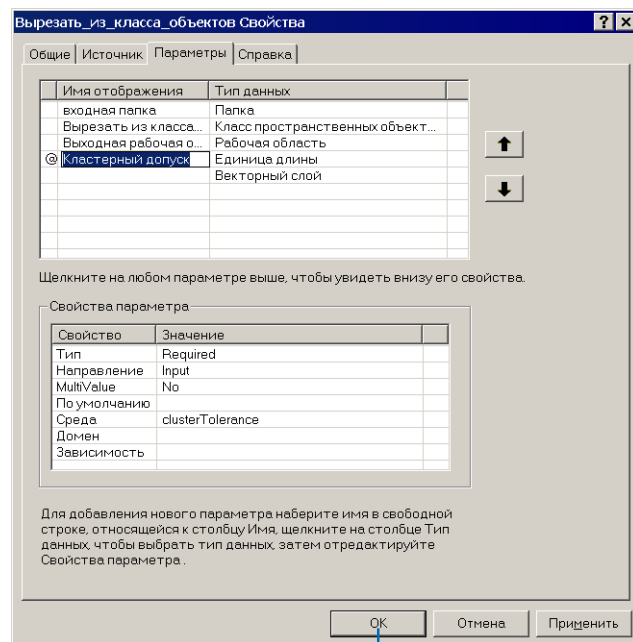 Вырезать_из_класса_объектов Свойства
Общие Источник Параметры Справка
Имя отображения Тип данных
входная папка Папка
Вырезать из класса... Класс пространственных объект...
Выходная рабочая о... Рабочая область
@ Кластерный допуск Единица длины
Векторный слой
Щелкните на любом параметре выше, чтобы увидеть внизу его свойства.
Свойства параметра
Свойство Значение
Тип Required
Направление Input
MultiValue No
По умолчанию
Среда clusterTolerance
Домен
Зависимость
Для добавления нового параметра наберите имя в свободной
строке, относящейся к столбцу Имя, щелкните на столбце Тип
данных, чтобы выбрать тип данных, затем отредактируйте
Свойства параметра .
OK Отмена Применить